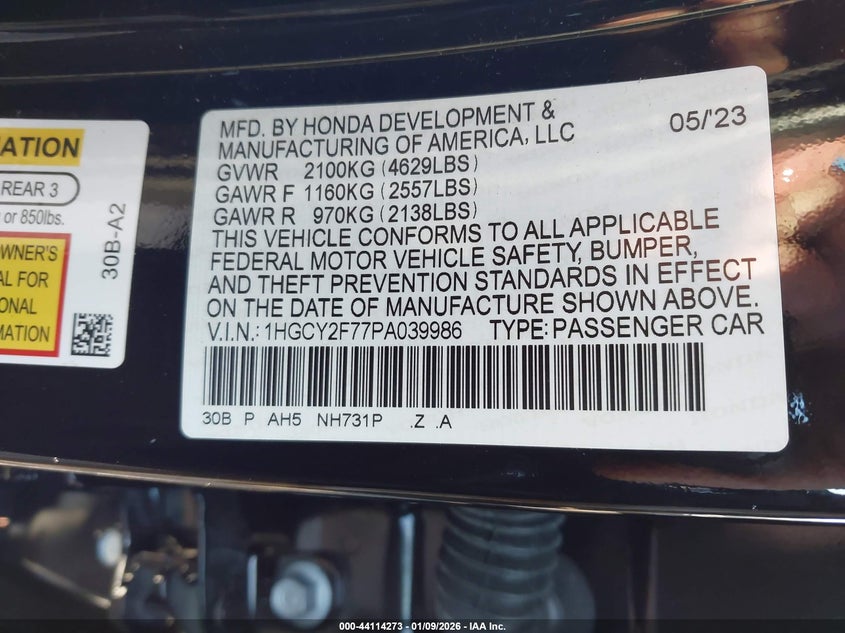 ATION
REAR 3
or 850lbs.
OWNER'S
AL FOR
ONAL
MATION
30B-A2
MFD. BY HONDA DEVELOPMENT &
MANUFACTURING OF AMERICA, LLC
05/'23
GVWR 2100KG (4629LBS)
GAWR F 1160KG (2557LBS)
GAWR R 970KG (2138LBS)
THIS VEHICLE CONFORMS TO ALL APPLICABLE
FEDERAL MOTOR VEHICLE SAFETY, BUMPER,
AND THEFT PREVENTION STANDARDS IN EFFECT
ON THE DATE OF MANUFACTURE SHOWN ABOVE.
V.I.N.: 1HGCY2F77PA039986 TYPE: PASSENGER CAR
30B P AH5 NH731P .Z .A
000-44114273 - 01/09/2026 - IAA Inc.